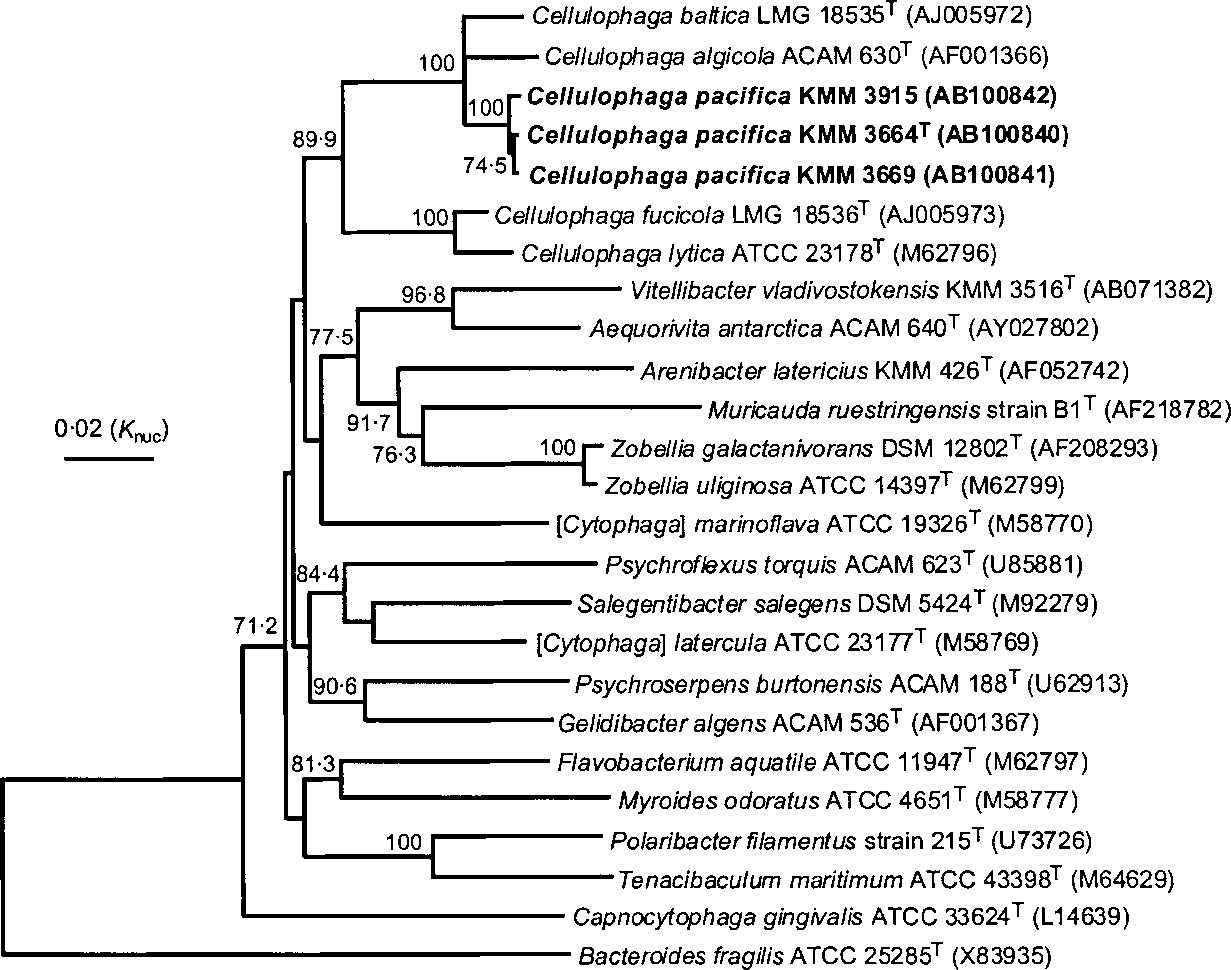 Cellulophaga baltica LMG 18535T (AJ005972)
Cellulophaga algicola ACAM 630T (AF001366)
100
Cellulophaga pacifica KMM 3915 (AB100842)
100
Cellulophaga pacifica KMM 3664T (AB100840)
89·9
74·5
Cellulophaga pacifica KMM 3669 (AB100841)
Cellulophaga fucicola LMG 18536T (AJ005973)
100
Cellulophaga lytica ATCC 23178T (M62796)
Vitellibacter vladivostokensis KMM 3516T (AB071382)
96·8
Aequorivita antarctica ACAM 640T (AY027802)
77·5
Arenibacter latericius KMM 426T (AF052742)
Muricauda ruestringensis strain B1T (AF218782)
91·7
0·02 (Knuc)
Zobellia galactanivorans DSM 12802T (AF208293)
100
76·3
Zobellia uliginosa ATCC 14397T (M62799)
[Cytophaga] marinoflava ATCC 19326T (M58770)
Psychroflexus torquis ACAM 623T (U85881)
84·4
Salegentibacter salegens DSM 5424T (M92279)
71·2
[Cytophaga] latercula ATCC 23177T (M58769)
Psychroserpens burtonensis ACAM 188T (U62913)
90·6
Gelidibacter algens ACAM 536T (AF001367)
Flavobacterium aquatile ATCC 11947T (M62797)
81·3
Myroides odoratus ATCC 4651T (M58777)
Polaribacter filamentus strain 215T (U73726)
100
Tenacibaculum maritimum ATCC 43398T (M64629)
Capnocytophaga gingivalis ATCC 33624T (L14639)
Bacteroides fragilis ATCC 25285T (X83935)